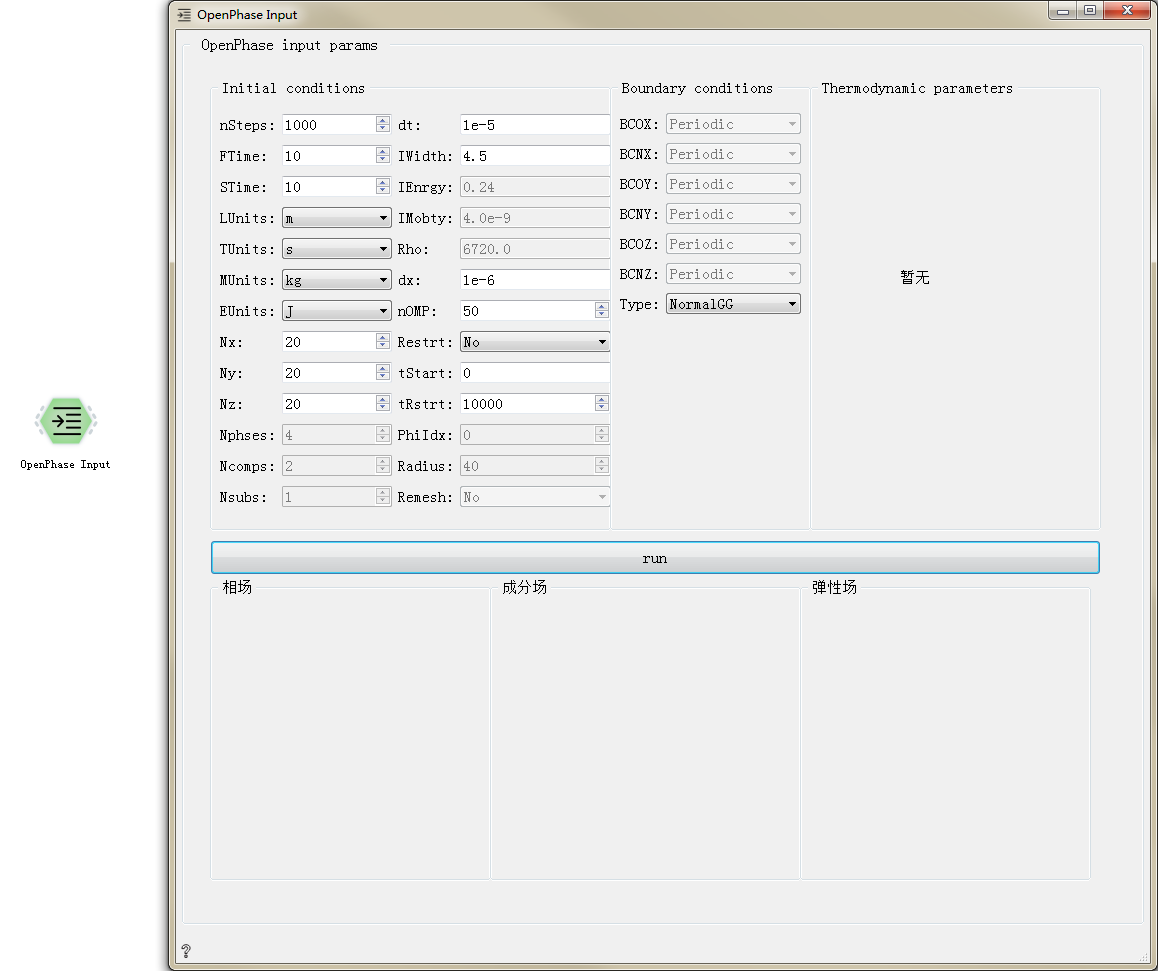 OpenPhase Input
OpenPhase input params
Initial conditions
Boundary conditions
Thermodynamic parameters
nSteps: 1000 dt: 1e-5
FTime: 10 IWidth: 4.5
STime: 10 IEnrgy: 0.24
LUnits: m IMobty: 4.0e-9
TUnits: s Rho: 6720.0
MUnits: kg dx: 1e-6
EUnits: J nOMP: 50
Nx: 20 Restrt: No
Ny: 20 tStart: 0
Nz: 20 tRstrt: 10000
Nphses: 4 PhiIdx: 0
Ncomps: 2 Radius: 40
Nsubs: 1 Remesh: No
BCOX: Periodic
BCNX: Periodic
BCOY: Periodic
BCNY: Periodic
BCOZ: Periodic
BCNZ: Periodic
Type: NormalGG
暂无
run
相场
成分场
弹性场
?
OpenPhase Input